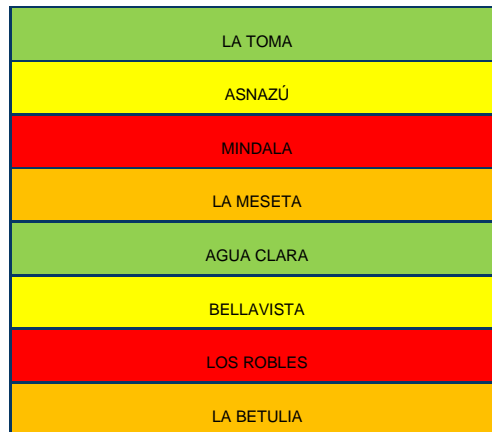 LA TOMA
ASNAZÚ
MINDALA
LA MESETA
AGUA CLARA
BELLAVISTA
LOS ROBLES
LA BETULIA